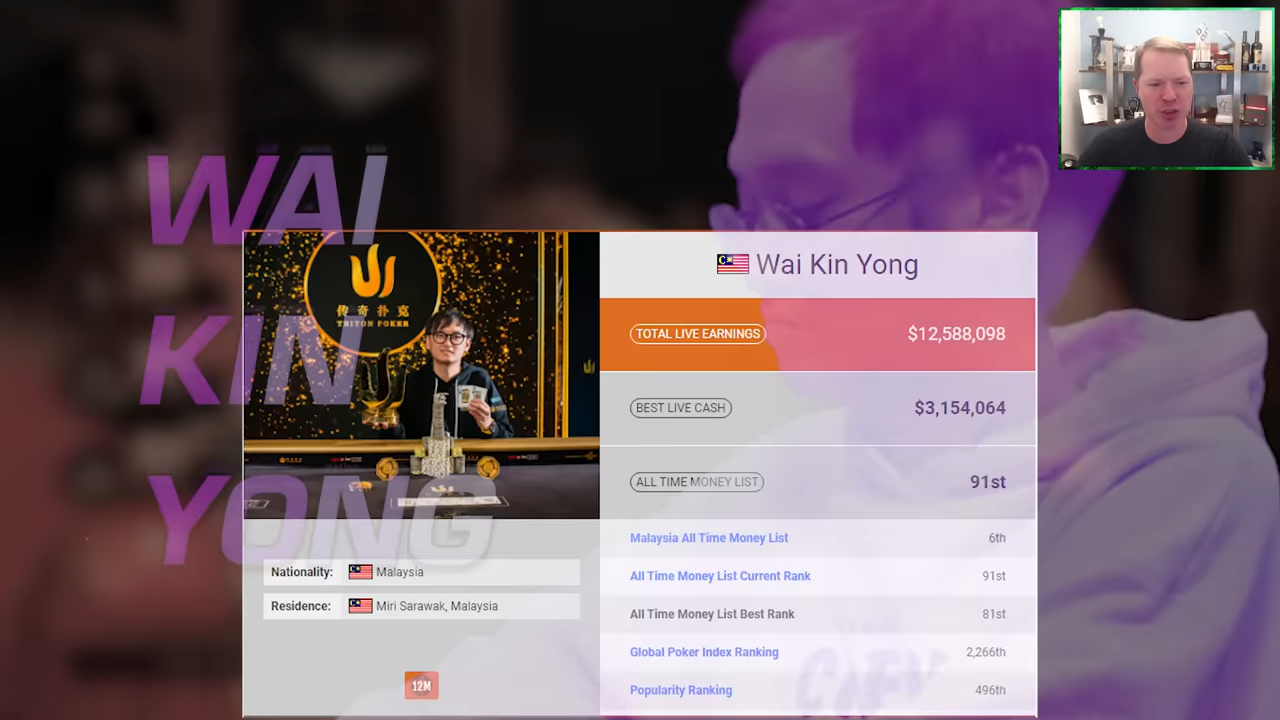 WAI
KIN
YONG
传奇扑克
TRITON POKER
Wai Kin Yong
TOTAL LIVE EARNINGS $12,588,098
BEST LIVE CASH $3,154,064
ALL TIME MONEY LIST 91st
Malaysia All Time Money List 6th
All Time Money List Current Rank 91st
All Time Money List Best Rank 81st
Global Poker Index Ranking 2,266th
Popularity Ranking 496th
Nationality: Malaysia
Residence: Miri Sarawak, Malaysia
12M